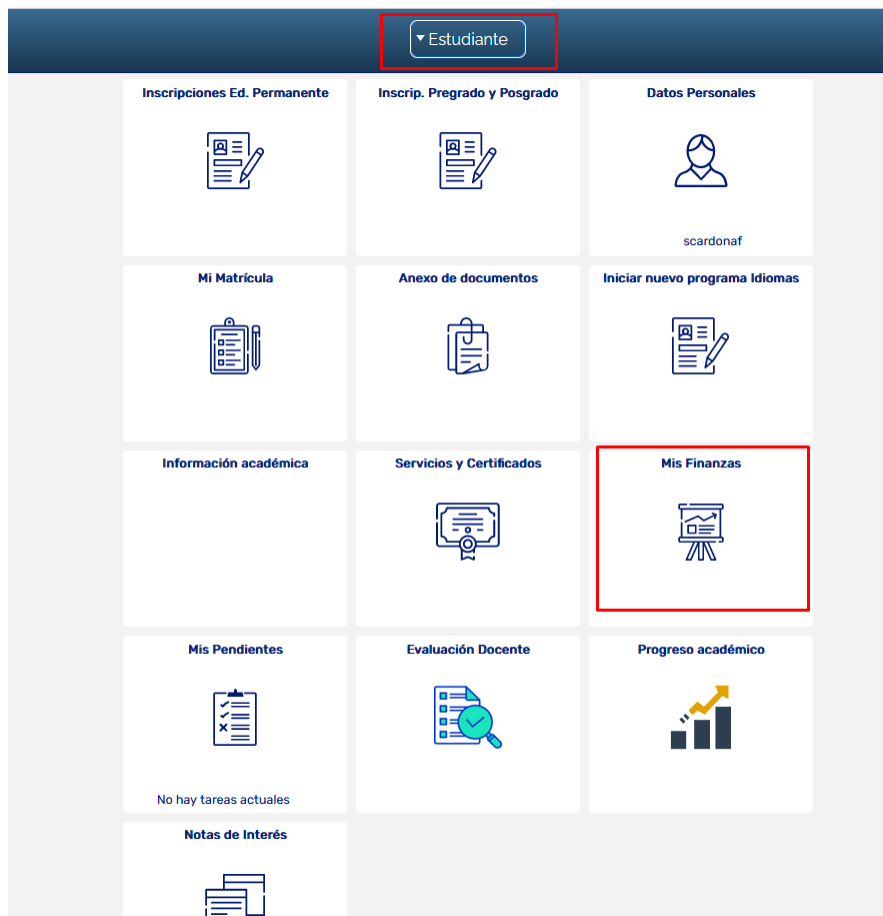 Estudiante
Inscripciones Ed. Permanente
Inscrip. Pregrado y Posgrado
Datos Personales
scardonaf
Mi Matrícula
Anexo de documentos
Iniciar nuevo programa Idiomas
Información académica
Servicios y Certificados
Mis Finanzas
Mis Pendientes
Evaluación Docente
Progreso académico
No hay tareas actuales
Notas de Interés